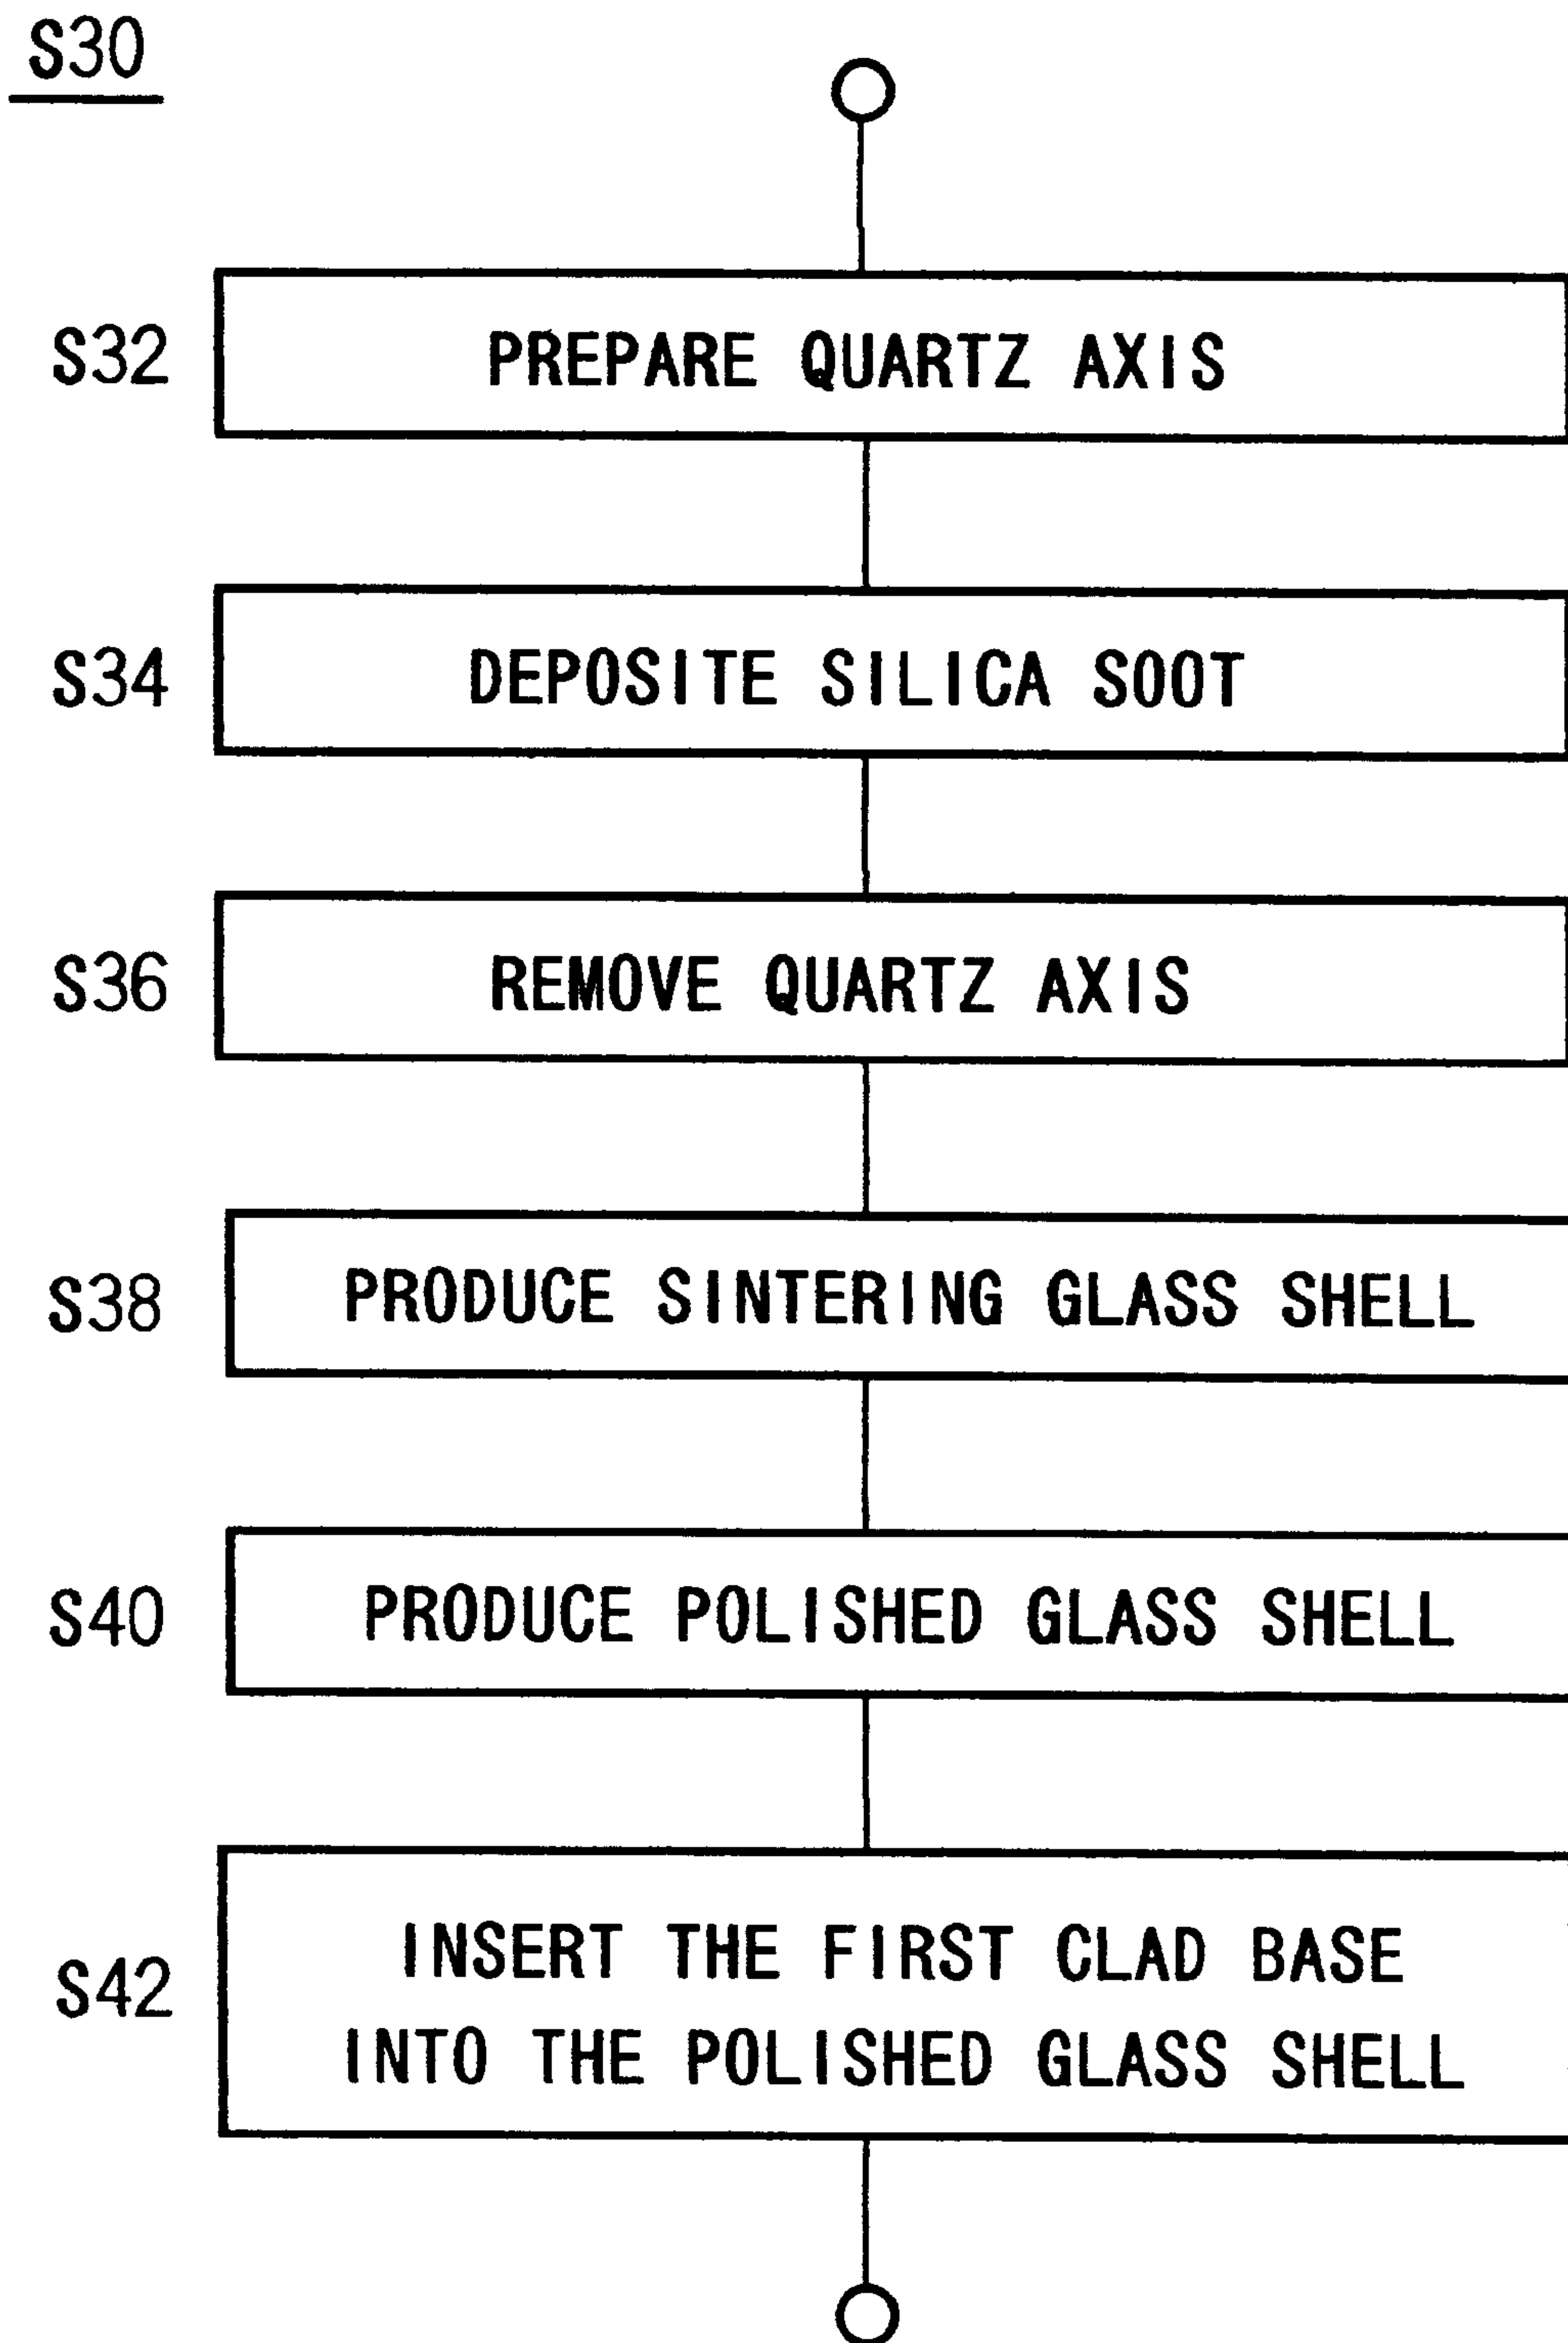 S30
S32
PREPARE QUARTZ AXIS
S34
DEPOSITE SILICA SOOT
S36
REMOVE QUARTZ AXIS
S38
PRODUCE SINTERING GLASS SHELL
S40
PRODUCE POLISHED GLASS SHELL
S42
INSERT THE FIRST CLAD BASE
INTO THE POLISHED GLASS SHELL